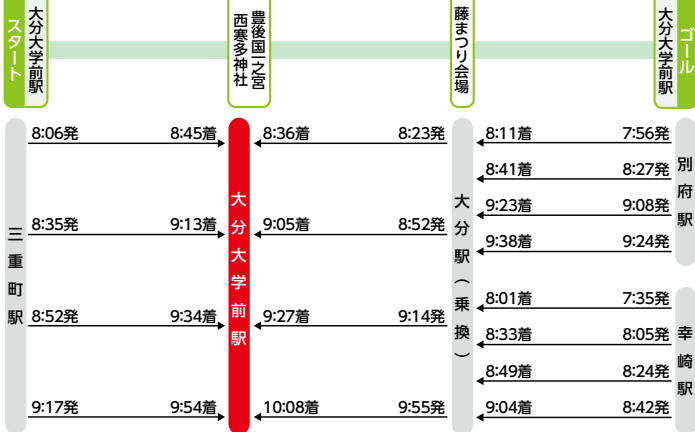 スタート
大分大学前駅
豊後国一之宮
西寒多神社
藤まつり会場
大分大学前駅
ゴール
三重町駅
8:06発 8:45着
8:35発 9:13着
8:52発 9:34着
9:17発 9:54着
大分大学前駅
8:36着 8:23発
9:05着 8:52発
9:27着 9:14発
10:08着 9:55発
大分駅(乗換)
8:11着 7:56発
8:41着 8:27発
9:23着 9:08発
9:38着 9:24発
別府駅
8:01着 7:35発
8:33着 8:05発
8:49着 8:24発
9:04着 8:42発
幸崎駅